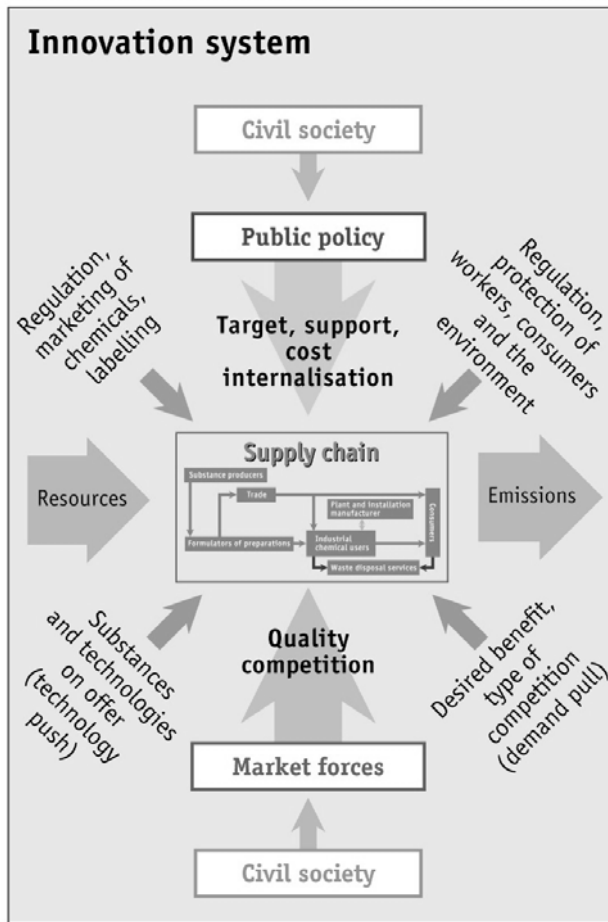 Innovation system
Civil society
Public policy
Regulation,
marketing of
chemicals,
labelling
Target, support,
cost
internalisation
Regulation,
protection of
workers, consumers
and the
environment
Resources
Supply chain
Substance producers
Trade
Plant and installation
manufacturer
Consumers
Formulators of preparations
Industrial
chemical users
Waste disposal services
Emissions
Substances
and technologies
on offer
(technology
push)
Quality
competition
Desired benefit,
type of
competition
(demand pull)
Market forces
Civil society